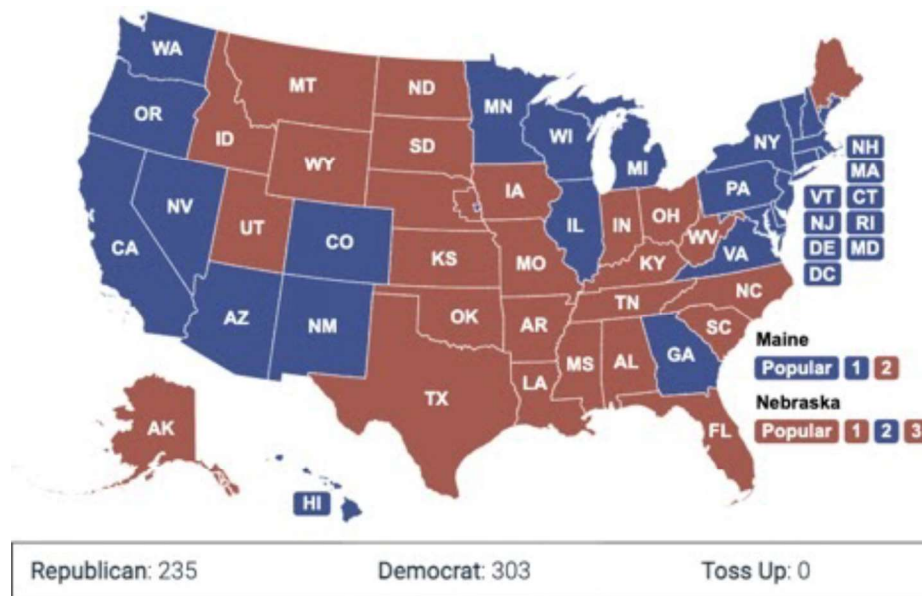 WA
MT
ND
MN
OR
ID
SD
WI
NY
NH
WY
MI
MA
IA
PA
VT CT
NV
NE
UT
IL
IN
OH
NJ RI
CO
WV
DE MD
CA
KS
MO
KY
VA
DC
TN
NC
OK
AZ
NM
AR
SC
Maine
MS
AL
GA
Popular 1 2
LA
TX
Nebraska
AK
FL
Popular 1 2 3
HI
Republican: 235 Democrat: 303 Toss Up: 0